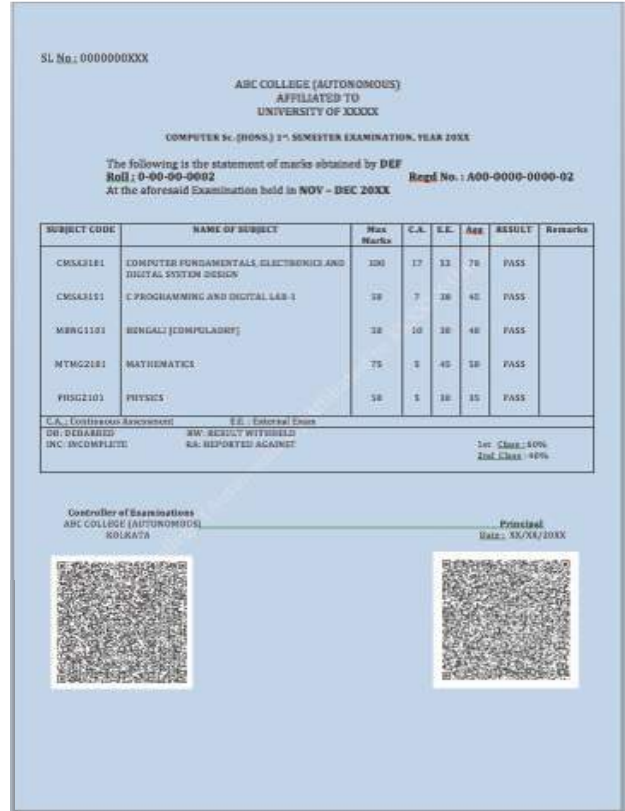 SL No : 0000000XXX
ABC COLLEGE (AUTONOMOUS)
AFFILIATED TO
UNIVERSITY OF XXXXX
COMPUTER Sc. (HONS.) 1st SEMESTER EXAMINATION, YEAR 20XX
The following is the statement of marks obtained by DEF
Roll : 0-00-00-0002 Regd No. : A00-0000-0000-02
At the aforesaid Examination held in NOV – DEC 20XX
SUBJECT CODE NAME OF SUBJECT Max Marks C.A. E.E. Agg RESULT Remarks
COMPUTER FUNDAMENTALS, ELECTRONICS AND DIGITAL SYSTEM DESIGN 100 17 PASS
C PROGRAMMING AND DIGITAL LAB-1 7 PASS
BENGALI 10 PASS
MATHEMATICS 75 5 45 50 PASS
PHYSICS 5 PASS
C.A. : Continuous Assessment E.E. : External Exam
DB: DEBARRED RW: RESULT WITHHELD
INC: INCOMPLETE RA: REPORTED AGAINST 1st Class : 60%
2nd Class : 40%
Controller of Examinations
ABC COLLEGE (AUTONOMOUS) Principal
KOLKATA Date : XX/XX/20XX